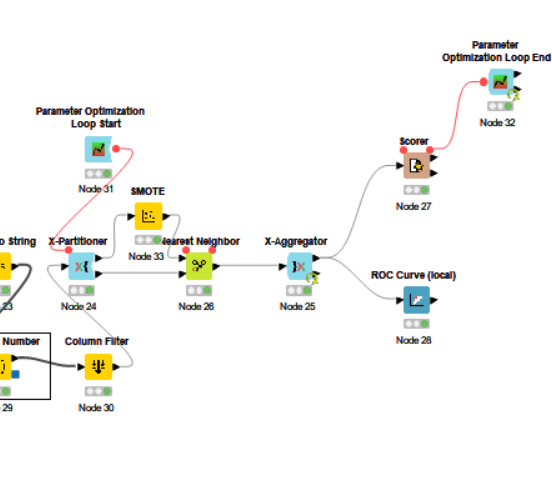 Parameter
Optimization Loop End
Node 32
Parameter Optimization
Loop Start
Node 31
Scorer
Node 27
SMOTE
Node 33
o String
X-Partitioner
Nearest Neighbor
X-Aggregator
23
Node 24
Node 26
Node 25
ROC Curve (local)
Node 28
Number
Column Filter
29
Node 30